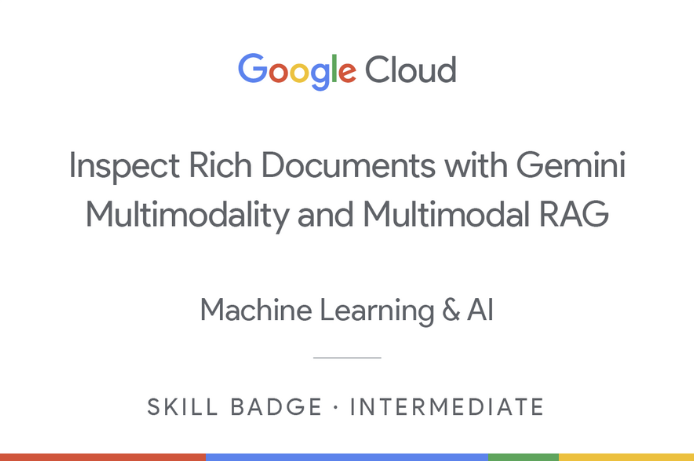 Google Cloud
Inspect Rich Documents with Gemini
Multimodality and Multimodal RAG
Machine Learning & AI
SKILL BADGE · INTERMEDIATE